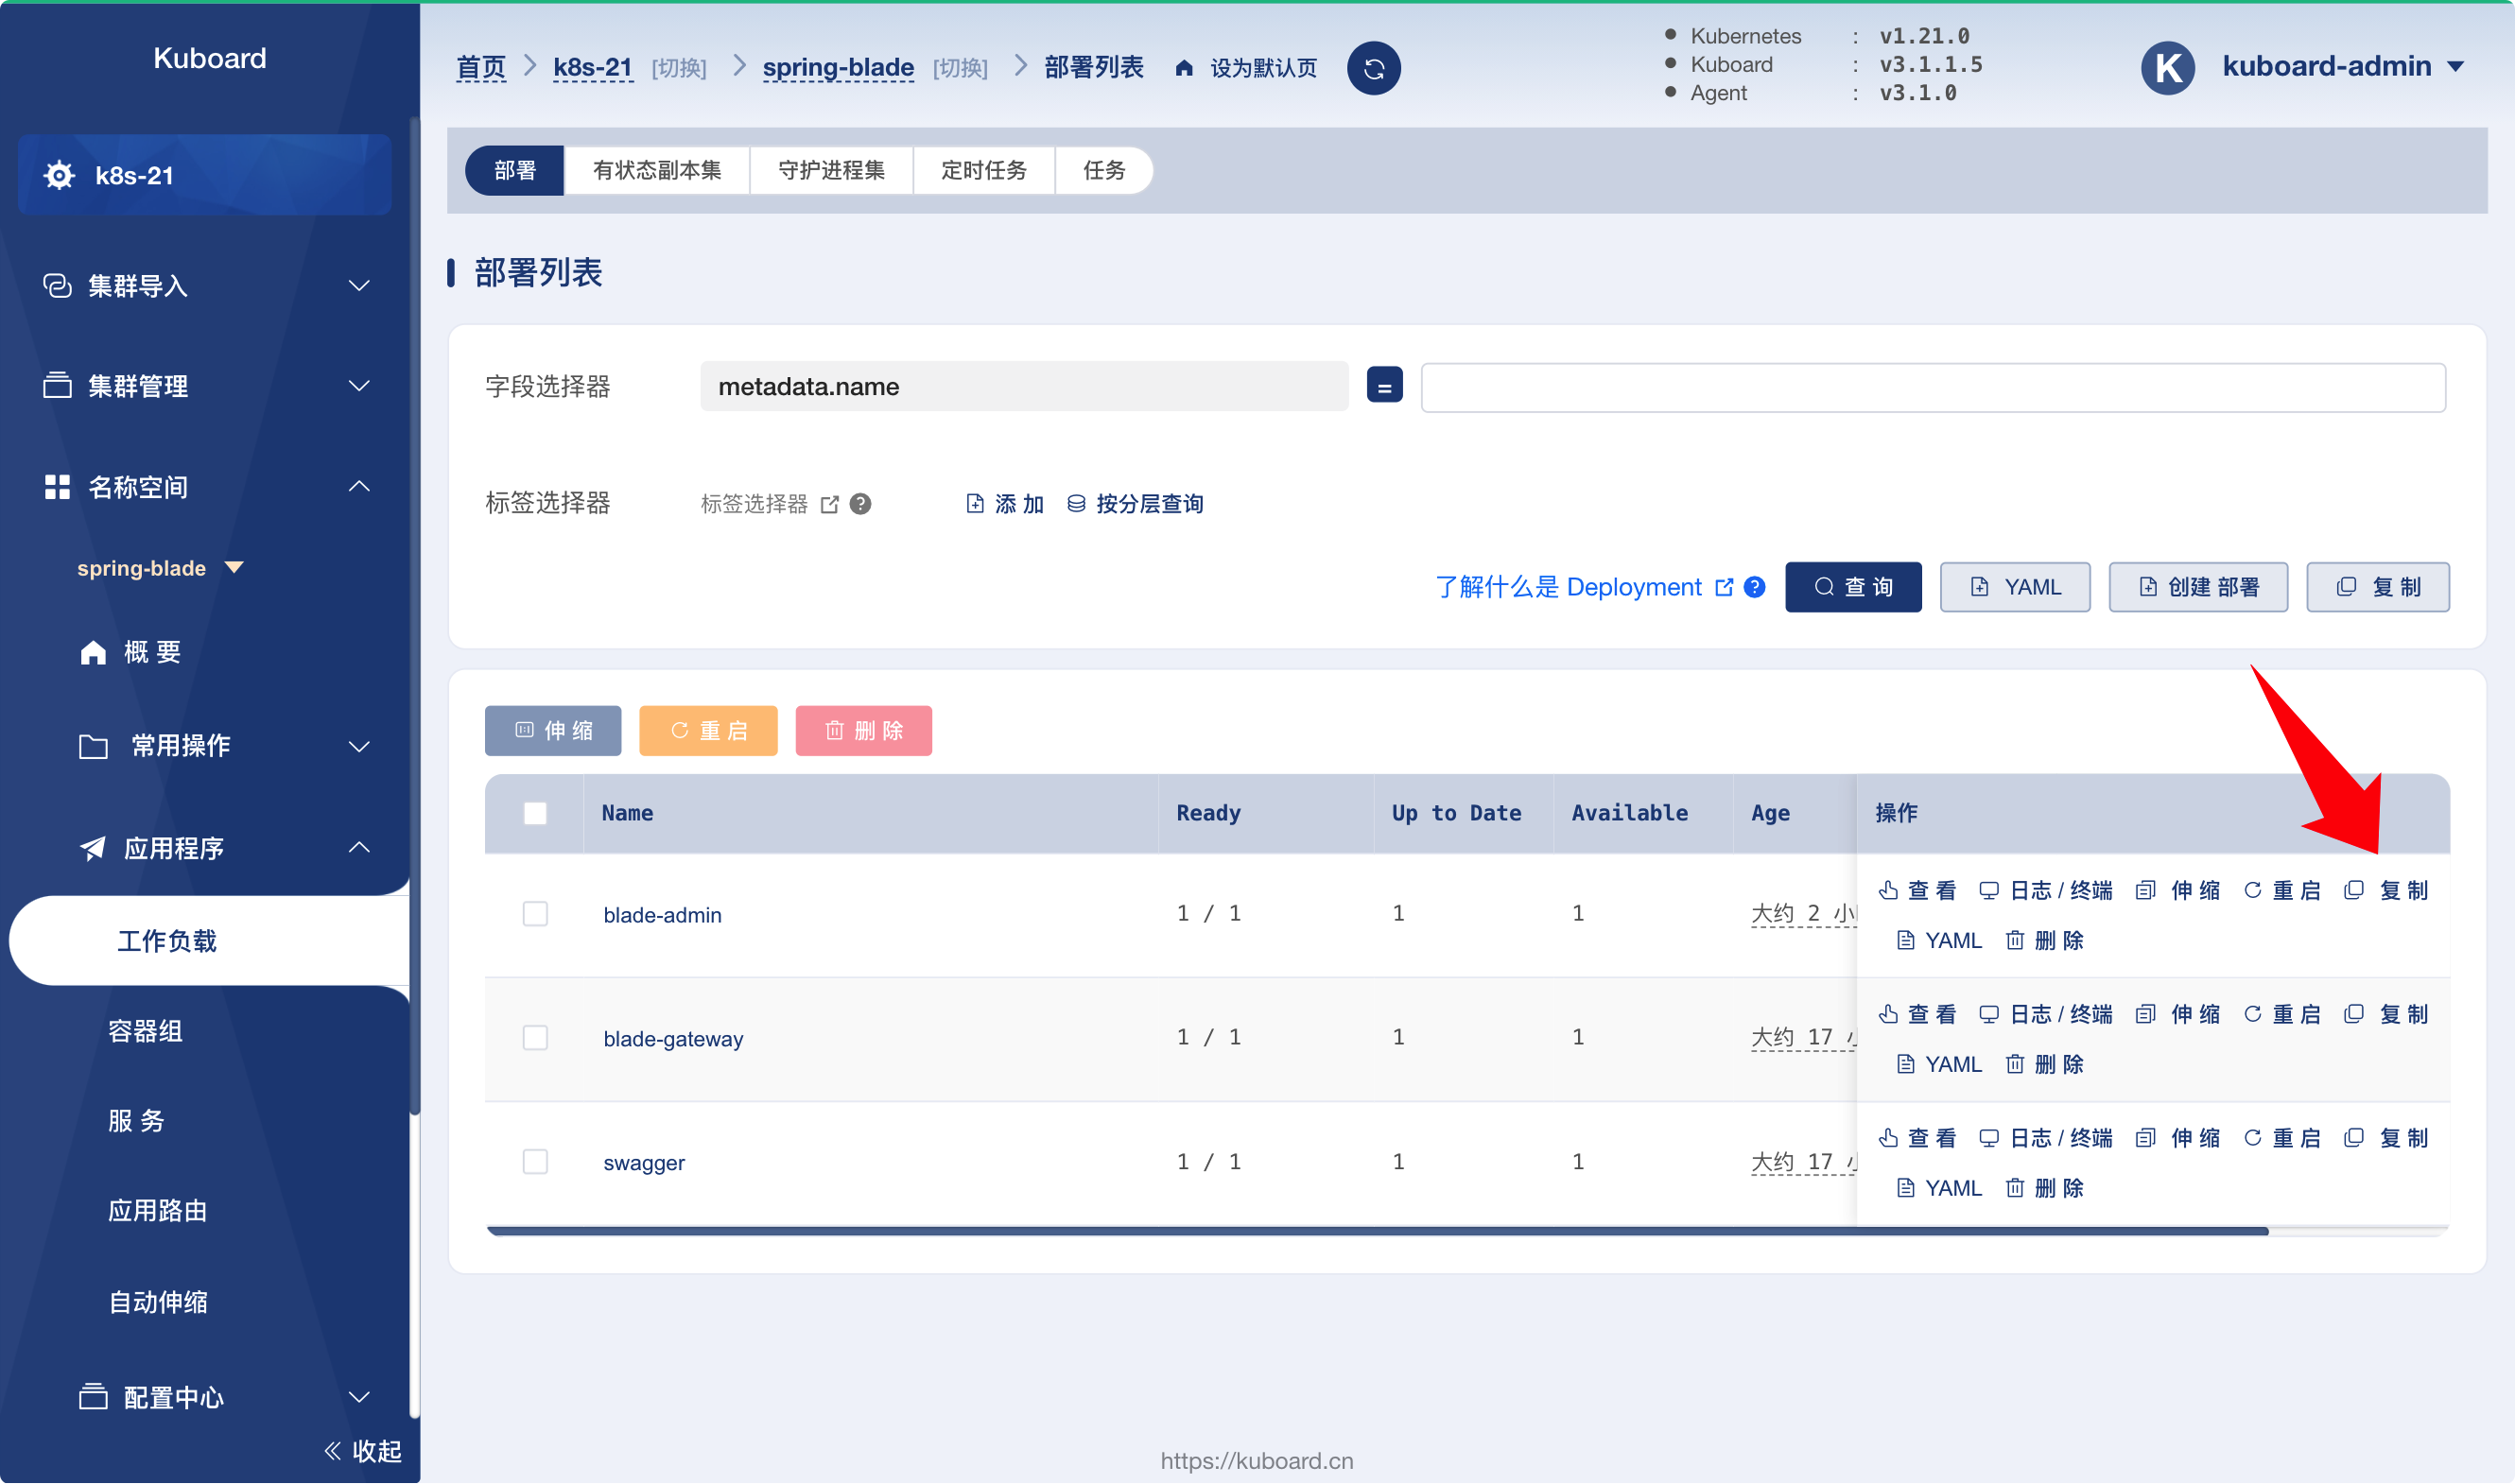 Kuboard
k8s-21
集群导入
集群管理
名称空间
spring-blade
概 要
常用操作
应用程序
工作负载
容器组
服 务
应用路由
自动伸缩
配置中心
收起
首页 k8s-21 [切换] spring-blade [切换] 部署列表 设为默认页
Kubernetes : v1.21.0
Kuboard : v3.1.1.5
Agent : v3.1.0
K kuboard-admin
部署 有状态副本集 守护进程集 定时任务 任务
部署列表
字段选择器 metadata.name =
标签选择器 标签选择器 ? 添 加 按分层查询
了解什么是 Deployment ? 查 询 YAML 创建 部署 复 制
伸 缩 重 启 删 除
Name Ready Up to Date Available Age 操作
blade-admin 1 / 1 1 1 大约 2 小 查 看 日志 / 终端 伸 缩 重 启 复 制
YAML 删 除
blade-gateway 1 / 1 1 1 大约 17 查 看 日志 / 终端 伸 缩 重 启 复 制
YAML 删 除
swagger 1 / 1 1 1 大约 17 查 看 日志 / 终端 伸 缩 重 启 复 制
YAML 删 除
https://kuboard.cn